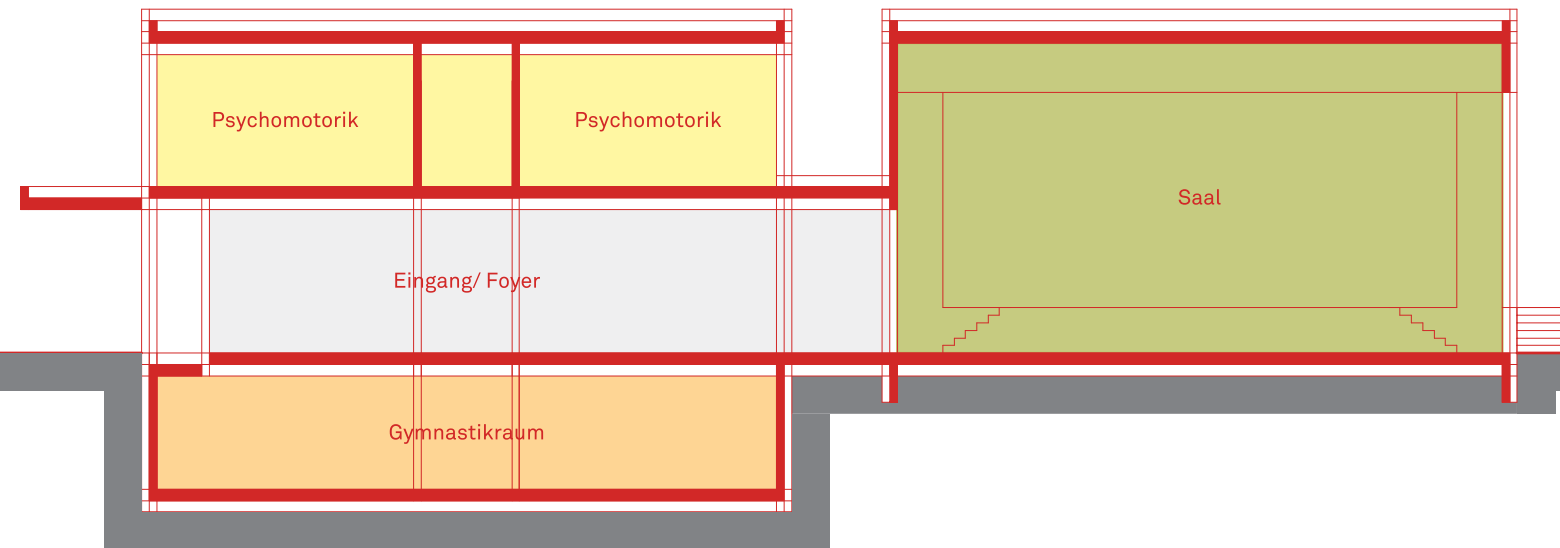 Psychomotorik
Psychomotorik
Saal
Eingang/ Foyer
Gymnastikraum